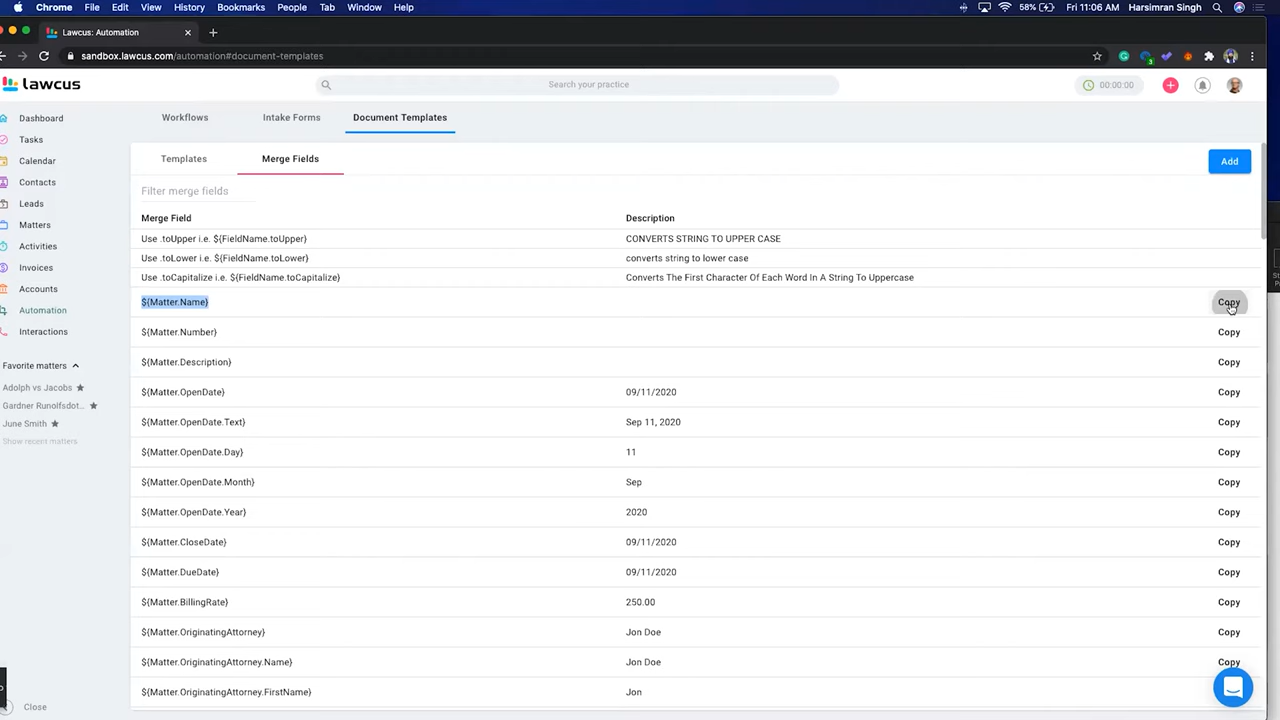 Chrome File Edit View History Bookmarks People Tab Window Help 58% Fri 11:06 AM Harsimran Singh
Lawcus: Automation
sandbox.lawcus.com/automation#document-templates
lawcus Search your practice 00:00:00
Dashboard
Tasks
Calendar
Contacts
Leads
Matters
Activities
Invoices
Accounts
Automation
Interactions
Favorite matters
Adolph vs Jacobs
Gardner Runolfsdot...
June Smith
Show recent matters
Close
Workflows Intake Forms Document Templates
Templates Merge Fields Add
Filter merge fields
Merge Field Description
Use .toUpper i.e. ${FieldName.toUpper} CONVERTS STRING TO UPPER CASE
Use .toLower i.e. ${FieldName.toLower} converts string to lower case
Use .toCapitalize i.e. ${FieldName.toCapitalize} Converts The First Character Of Each Word In A String To Uppercase
${Matter.Name} Copy
${Matter.Number} Copy
${Matter.Description} Copy
${Matter.OpenDate} 09/11/2020 Copy
${Matter.OpenDate.Text} Sep 11, 2020 Copy
${Matter.OpenDate.Day} 11 Copy
${Matter.OpenDate.Month} Sep Copy
${Matter.OpenDate.Year} 2020 Copy
${Matter.CloseDate} 09/11/2020 Copy
${Matter.DueDate} 09/11/2020 Copy
${Matter.BillingRate} 250.00 Copy
${Matter.OriginatingAttorney} Jon Doe Copy
${Matter.OriginatingAttorney.Name} Jon Doe Copy
${Matter.OriginatingAttorney.FirstName} Jon